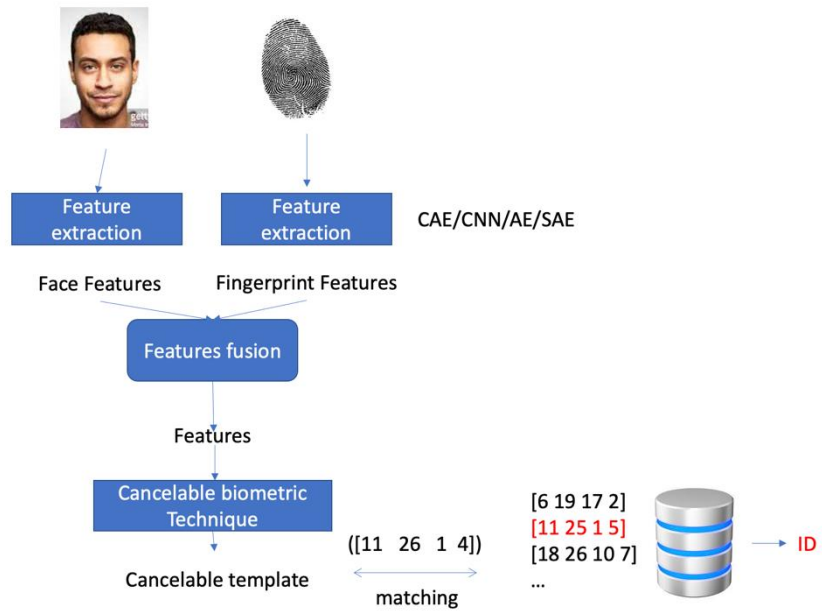 gett
Feature
extraction
Feature
extraction
CAE/CNN/AE/SAE
Face Features
Fingerprint Features
Features fusion
Features
Cancelable biometric
Technique
Cancelable template
([11 26 1 4])
matching
[6 19 17 2]
[11 25 1 5]
[18 26 10 7]
...
ID